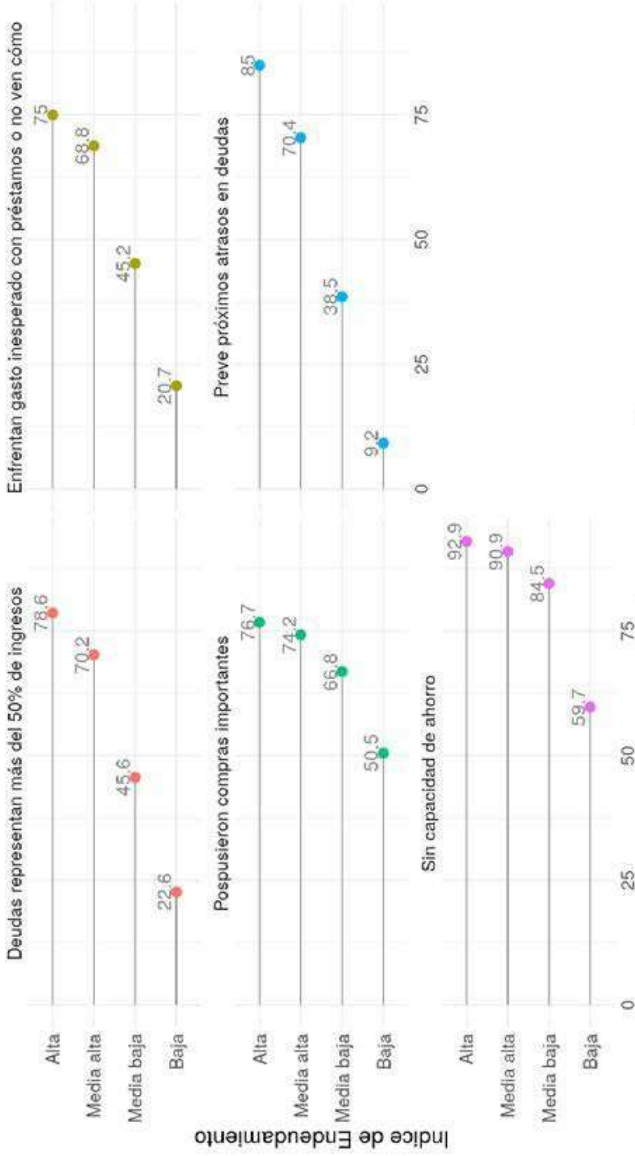 Deudas representan más del 50% de ingresos
Alta
78.6
Media alta
70.2
Media baja
45.6
Baja
22.6
Enfrentan gasto inesperado con préstamos o no ven cómo
75
68.8
45.2
20.7
Pospusieron compras importantes
Alta
76.7
Media alta
74.2
Media baja
66.8
Baja
50.5
Preve próximos atrasos en deudas
85
70.4
38.5
9.2
0
25
50
75
Sin capacidad de ahorro
Alta
92.9
Media alta
90.9
Media baja
84.5
Baja
59.7
0
25
50
75
Indice de Endeudamiento